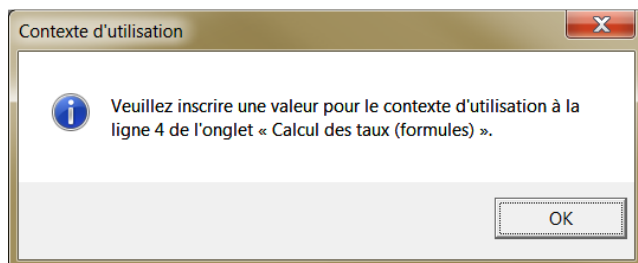 Contexte d'utilisation
Veuillez inscrire une valeur pour le contexte d'utilisation à la
ligne 4 de l'onglet « Calcul des taux (formules) ».
OK